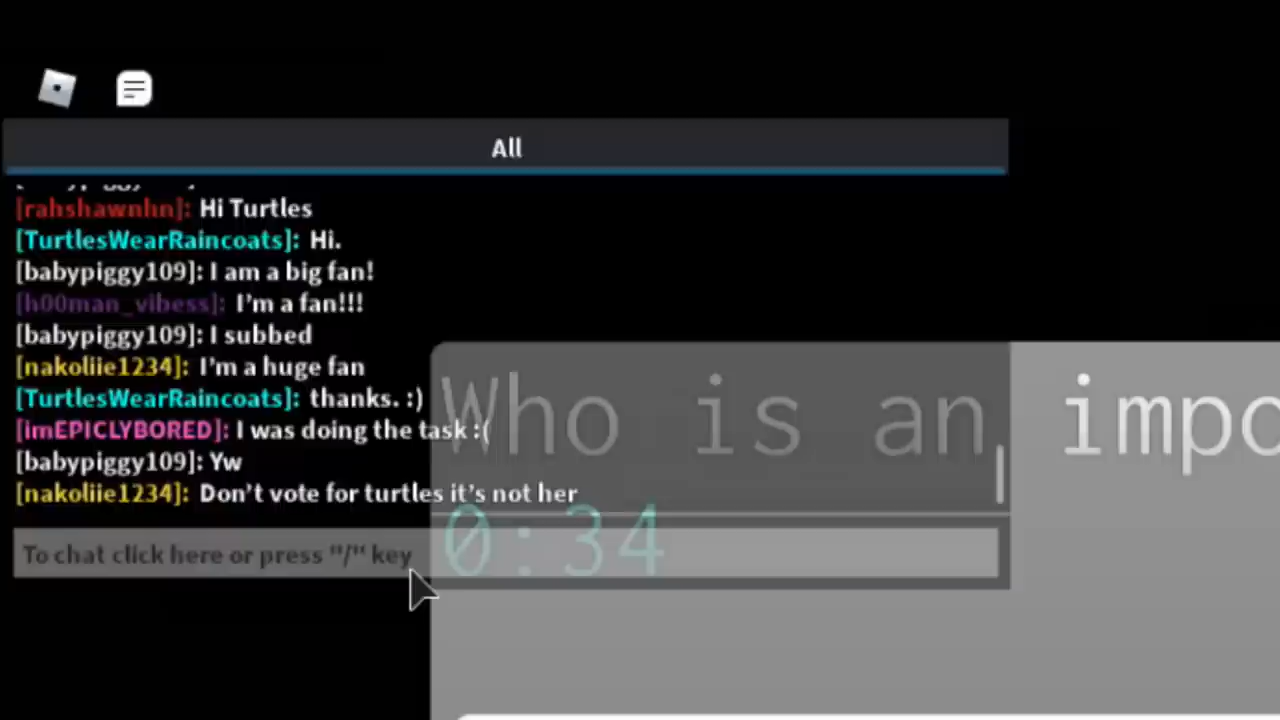 All
[rahshawnhn]: Hi Turtles
[TurtlesWearRaincoats]: Hi.
[babypiggy109]: I am a big fan!
[h00man_vibess]: I'm a fan!!!
[babypiggy109]: I subbed
[nakoliie1234]: I'm a huge fan
[TurtlesWearRaincoats]: thanks. :)
[imEPICLYBORED]: I was doing the task :(
[babypiggy109]: Yw
[nakoliie1234]: Don't vote for turtles it's not her
To chat click here or press "/" key
Who is an impo
0:34